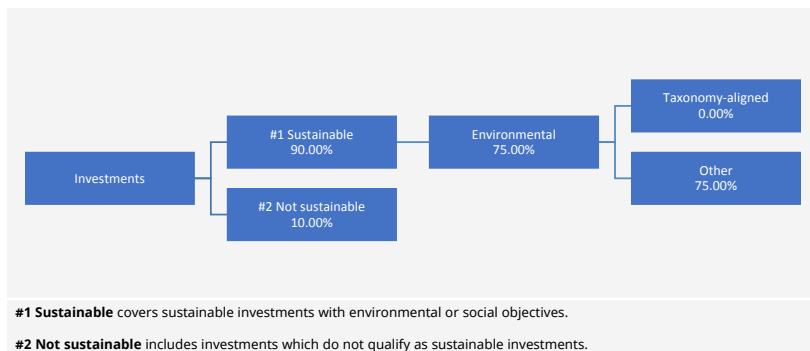 Investments
#1 Sustainable
90.00%
#2 Not sustainable
10.00%
Environmental
75.00%
Taxonomy-aligned
0.00%
Other
75.00%
#1 Sustainable covers sustainable investments with environmental or social objectives.
#2 Not sustainable includes investments which do not qualify as sustainable investments.